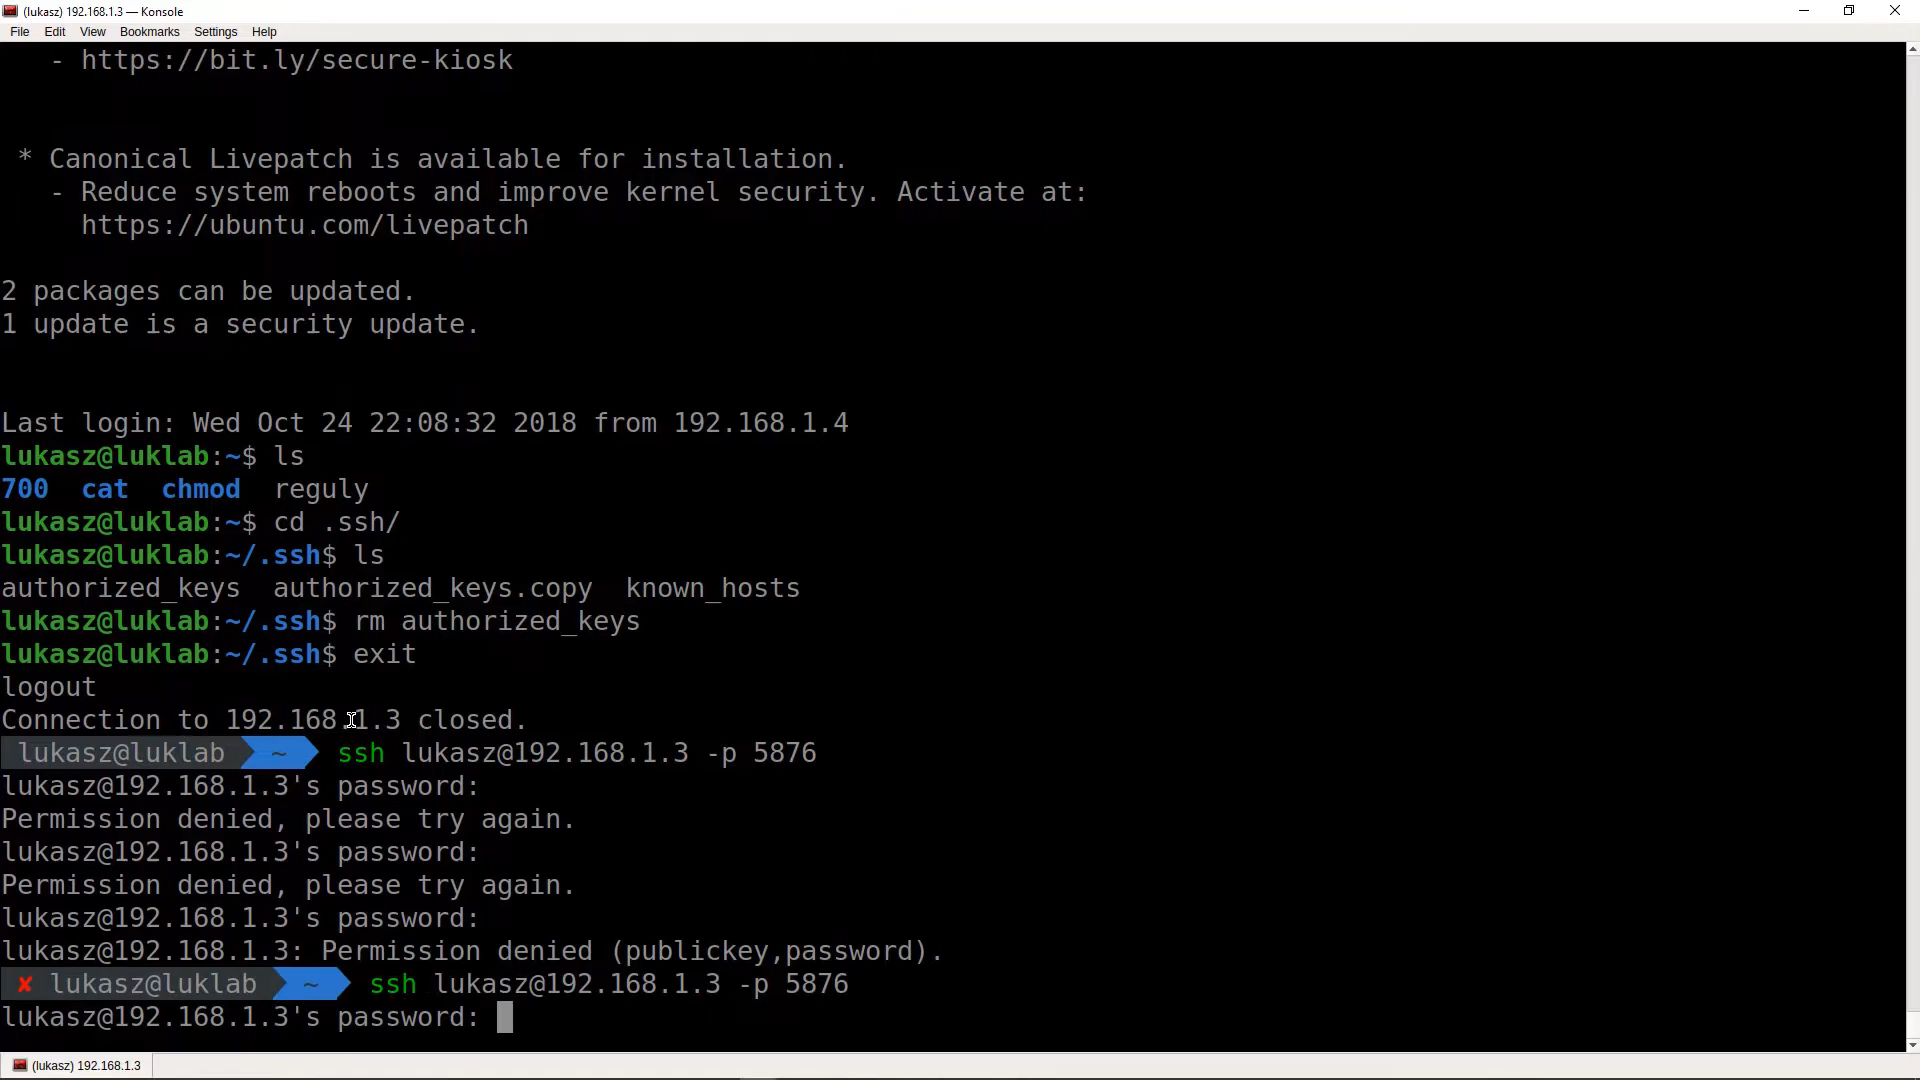 (lukasz) 192.168.1.3 — Konsole
File Edit View Bookmarks Settings Help
- https://bit.ly/secure-kiosk
* Canonical Livepatch is available for installation.
- Reduce system reboots and improve kernel security. Activate at:
https://ubuntu.com/livepatch
2 packages can be updated.
1 update is a security update.
Last login: Wed Oct 24 22:08:32 2018 from 192.168.1.4
lukasz@luklab:~$ ls
700 cat chmod reguly
lukasz@luklab:~$ cd .ssh/
lukasz@luklab:~/.ssh$ ls
authorized_keys authorized_keys.copy known_hosts
lukasz@luklab:~/.ssh$ rm authorized_keys
lukasz@luklab:~/.ssh$ exit
logout
Connection to 192.168.1.3 closed.
lukasz@luklab ~ ssh lukasz@192.168.1.3 -p 5876
lukasz@192.168.1.3's password:
Permission denied, please try again.
lukasz@192.168.1.3's password:
Permission denied, please try again.
lukasz@192.168.1.3's password:
lukasz@192.168.1.3: Permission denied (publickey,password).
✘ lukasz@luklab ~ ssh lukasz@192.168.1.3 -p 5876
lukasz@192.168.1.3's password:
(lukasz) 192.168.1.3